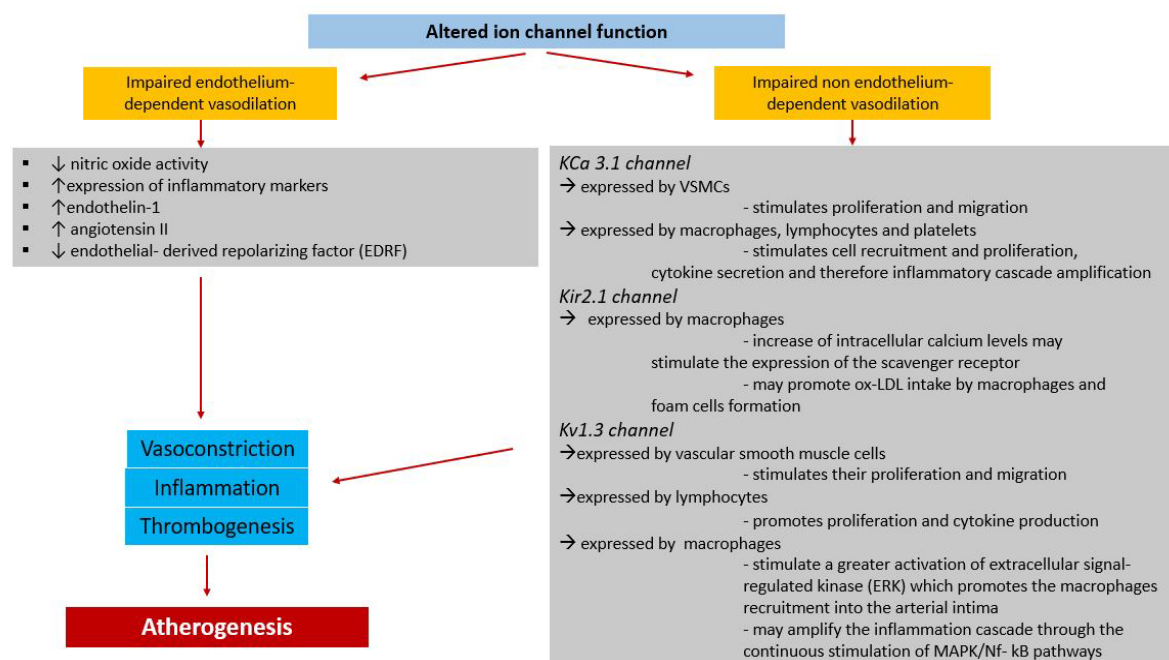 Altered ion channel function
Impaired endothelium-
dependent vasodilation
▪ ↓ nitric oxide activity
▪ ↑expression of inflammatory markers
▪ ↑endothelin-1
▪ ↑ angiotensin II
▪ ↓ endothelial- derived repolarizing factor (EDRF)
Impaired non endothelium-
dependent vasodilation
KCa 3.1 channel
→ expressed by VSMCs
- stimulates proliferation and migration
→ expressed by macrophages, lymphocytes and platelets
- stimulates cell recruitment and proliferation,
cytokine secretion and therefore inflammatory cascade amplification
Kir2.1 channel
→ expressed by macrophages
- increase of intracellular calcium levels may
stimulate the expression of the scavenger receptor
- may promote ox-LDL intake by macrophages and
foam cells formation
Kv1.3 channel
→expressed by vascular smooth muscle cells
- stimulates their proliferation and migration
→expressed by lymphocytes
- promotes proliferation and cytokine production
→ expressed by macrophages
- stimulate a greater activation of extracellular signal-
regulated kinase (ERK) which promotes the macrophages
recruitment into the arterial intima
- may amplify the inflammation cascade through the
continuous stimulation of MAPK/Nf- kB pathways
Vasoconstriction
Inflammation
Thrombogenesis
Atherogenesis